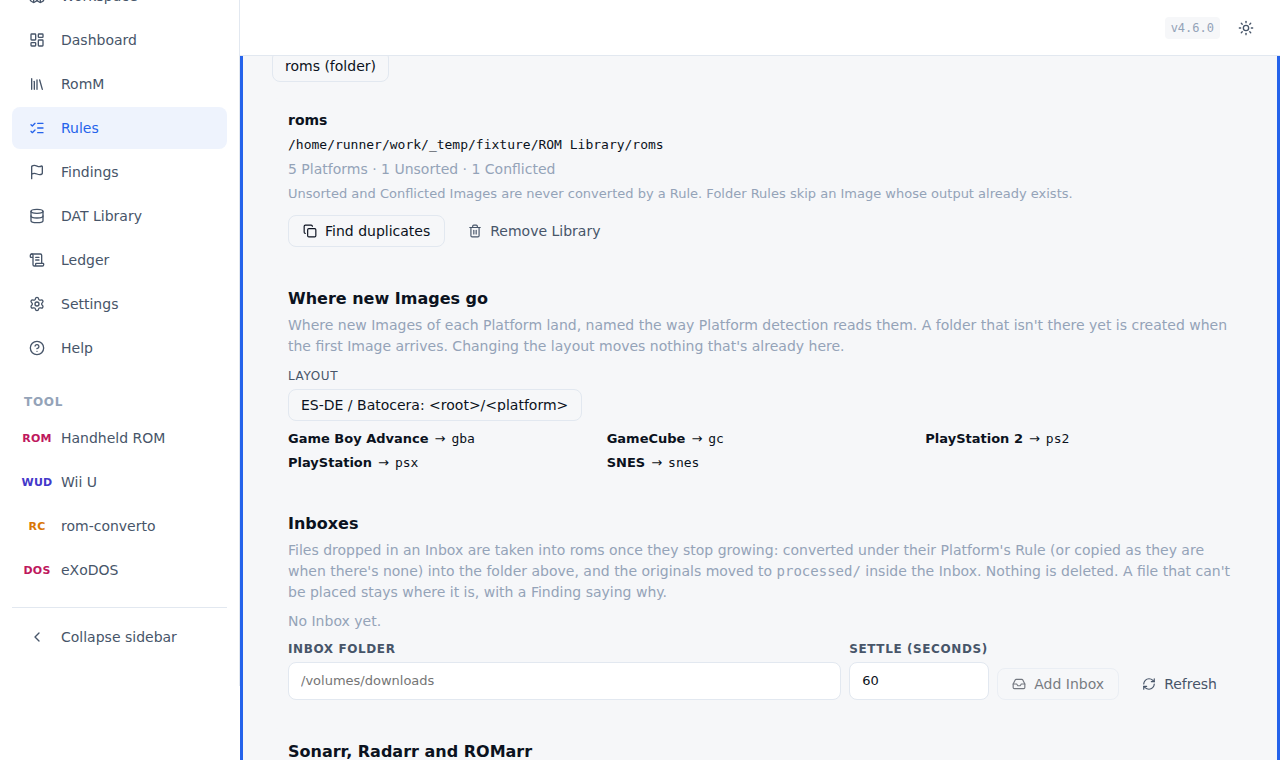 Dashboard
RomM
Rules
Findings
DAT Library
Ledger
Settings
Help
TOOL
ROM Handheld ROM
WUD Wii U
RC rom-converto
DOS eXoDOS
Collapse sidebar
v4.6.0
roms (folder)
roms
/home/runner/work/_temp/fixture/ROM Library/roms
5 Platforms · 1 Unsorted · 1 Conflicted
Unsorted and Conflicted Images are never converted by a Rule. Folder Rules skip an Image whose output already exists.
Find duplicates Remove Library
Where new Images go
Where new Images of each Platform land, named the way Platform detection reads them. A folder that isn't there yet is created when
the first Image arrives. Changing the layout moves nothing that's already here.
LAYOUT
ES-DE / Batocera: <root>/<platform>
Game Boy Advance → gba GameCube → gc PlayStation 2 → ps2
PlayStation → psx SNES → snes
Inboxes
Files dropped in an Inbox are taken into roms once they stop growing: converted under their Platform's Rule (or copied as they are
when there's none) into the folder above, and the originals moved to processed/ inside the Inbox. Nothing is deleted. A file that can't
be placed stays where it is, with a Finding saying why.
No Inbox yet.
INBOX FOLDER SETTLE (SECONDS)
/volumes/downloads 60 Add Inbox Refresh
Sonarr, Radarr and ROMarr